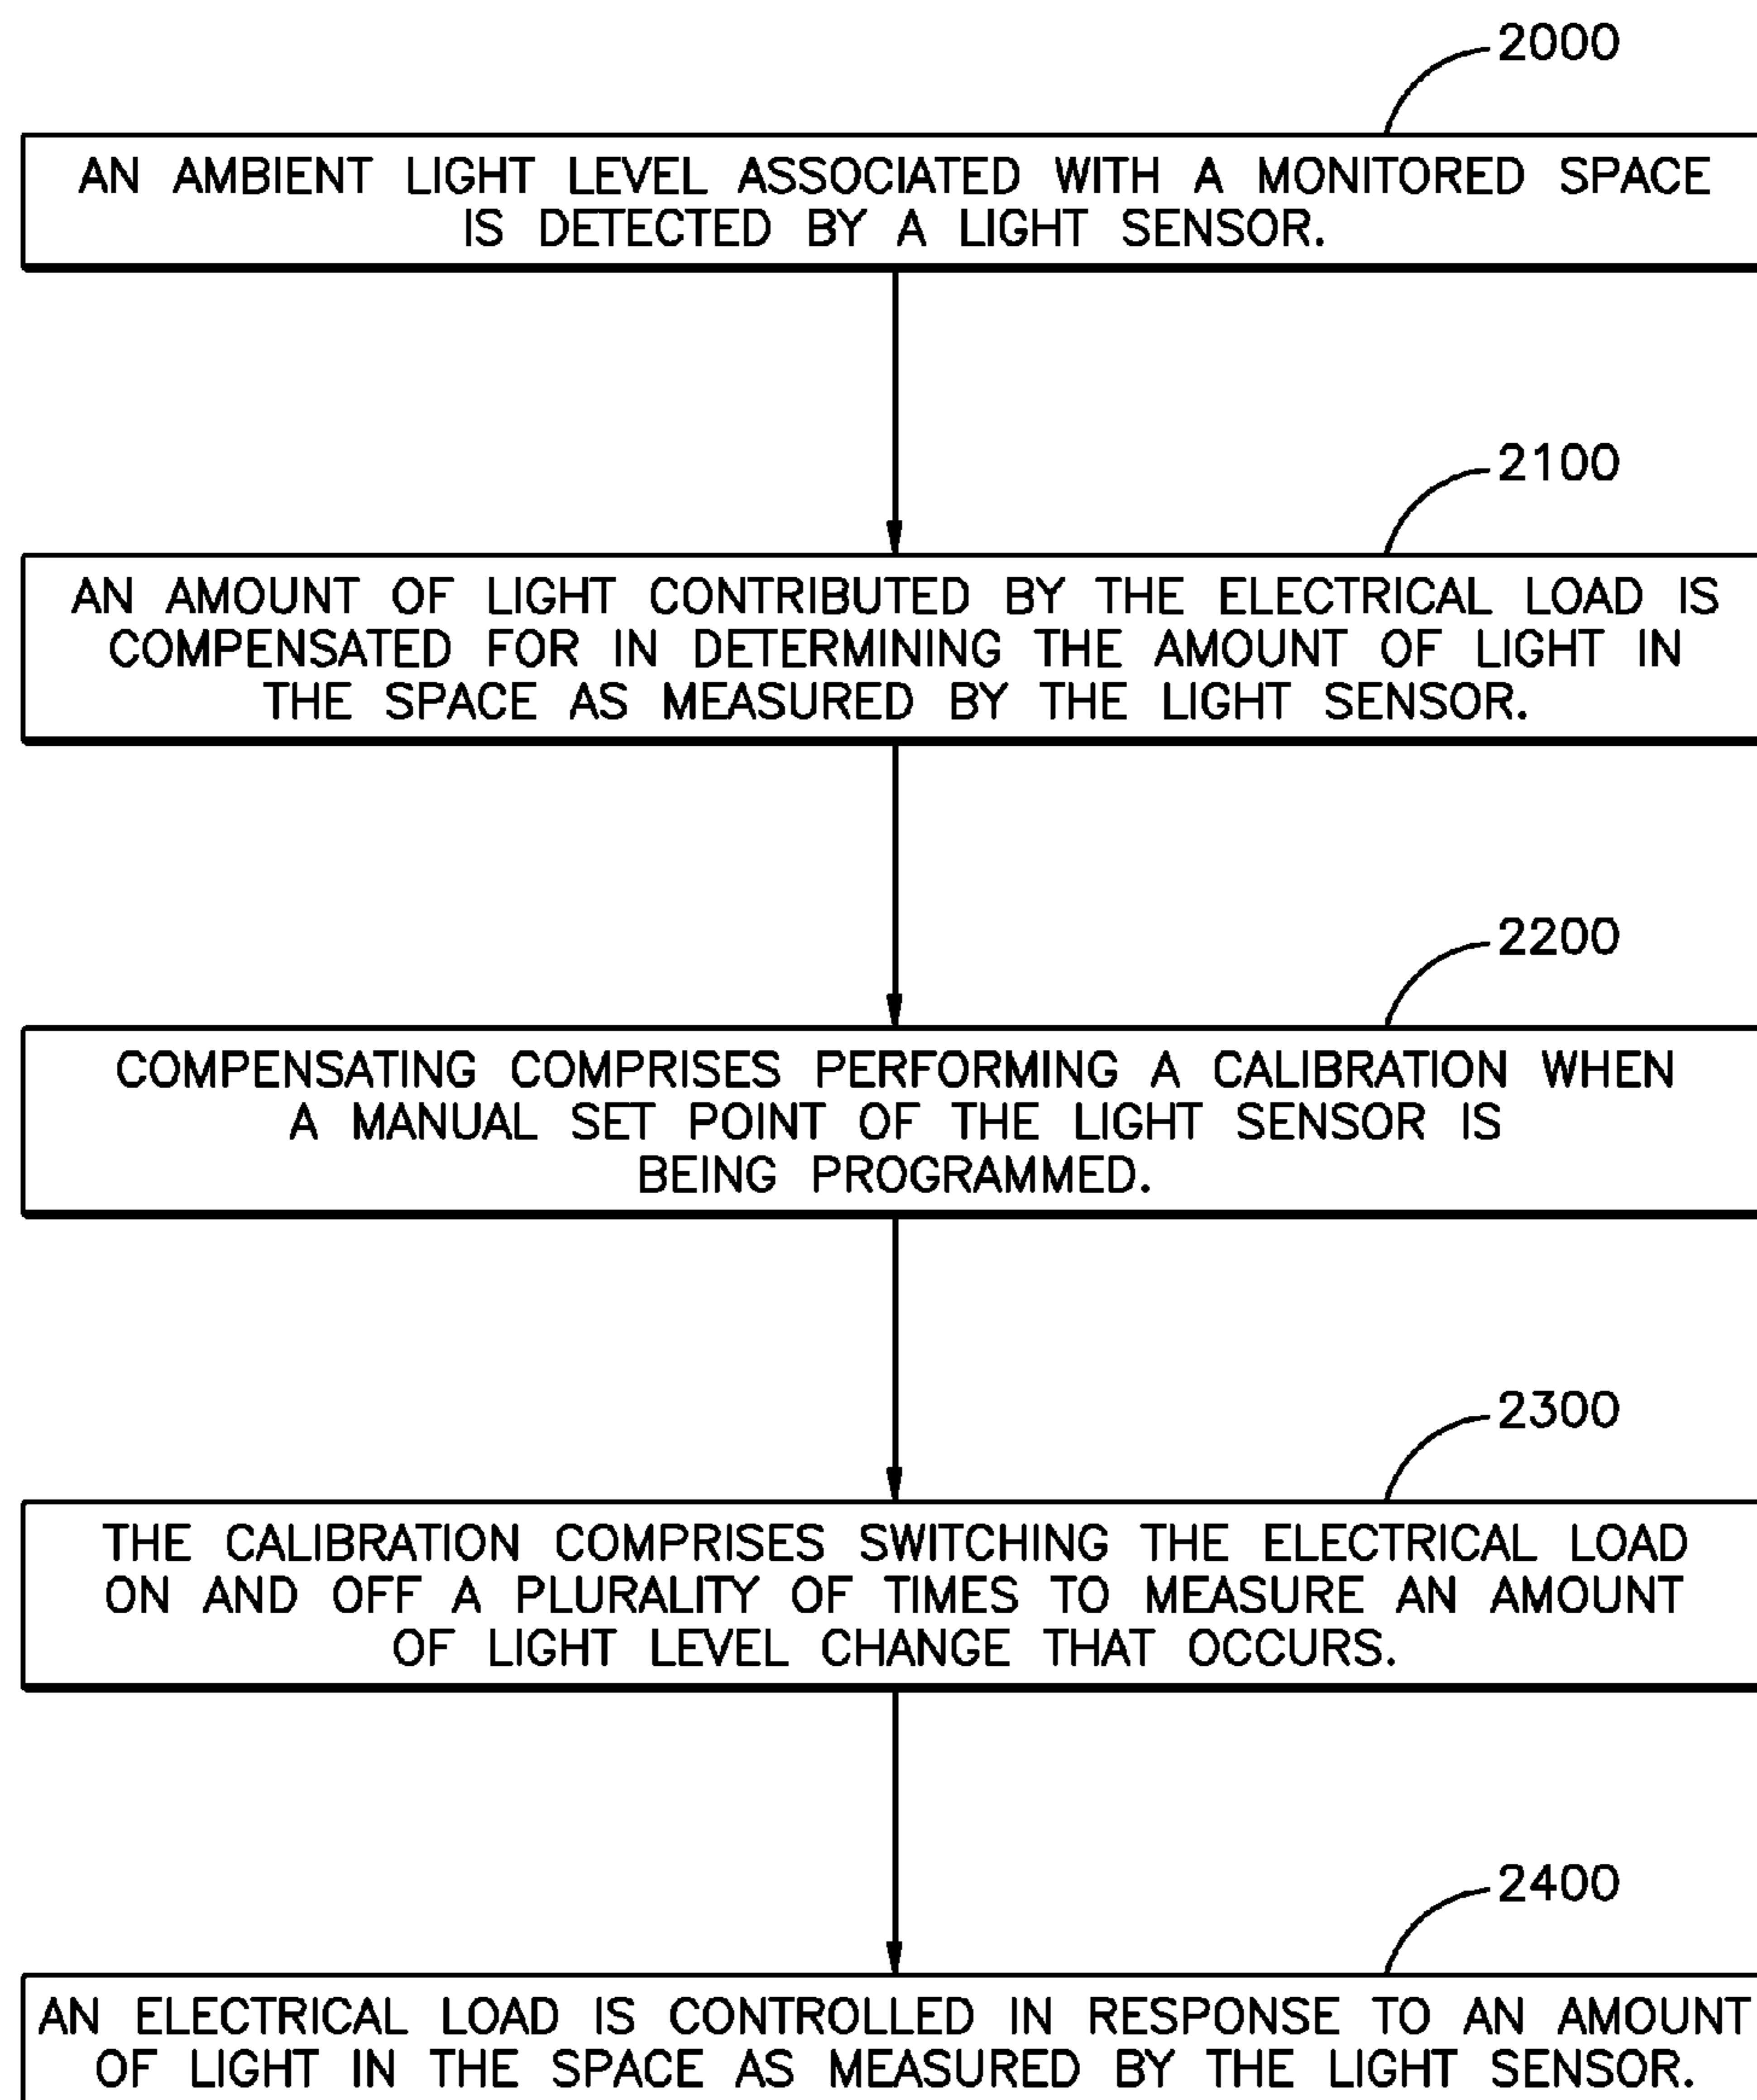 2000
AN AMBIENT LIGHT LEVEL ASSOCIATED WITH A MONITORED SPACE
IS DETECTED BY A LIGHT SENSOR.
2100
AN AMOUNT OF LIGHT CONTRIBUTED BY THE ELECTRICAL LOAD IS
COMPENSATED FOR IN DETERMINING THE AMOUNT OF LIGHT IN
THE SPACE AS MEASURED BY THE LIGHT SENSOR.
2200
COMPENSATING COMPRISES PERFORMING A CALIBRATION WHEN
A MANUAL SET POINT OF THE LIGHT SENSOR IS
BEING PROGRAMMED.
2300
THE CALIBRATION COMPRISES SWITCHING THE ELECTRICAL LOAD
ON AND OFF A PLURALITY OF TIMES TO MEASURE AN AMOUNT
OF LIGHT LEVEL CHANGE THAT OCCURS.
2400
AN ELECTRICAL LOAD IS CONTROLLED IN RESPONSE TO AN AMOUNT
OF LIGHT IN THE SPACE AS MEASURED BY THE LIGHT SENSOR.